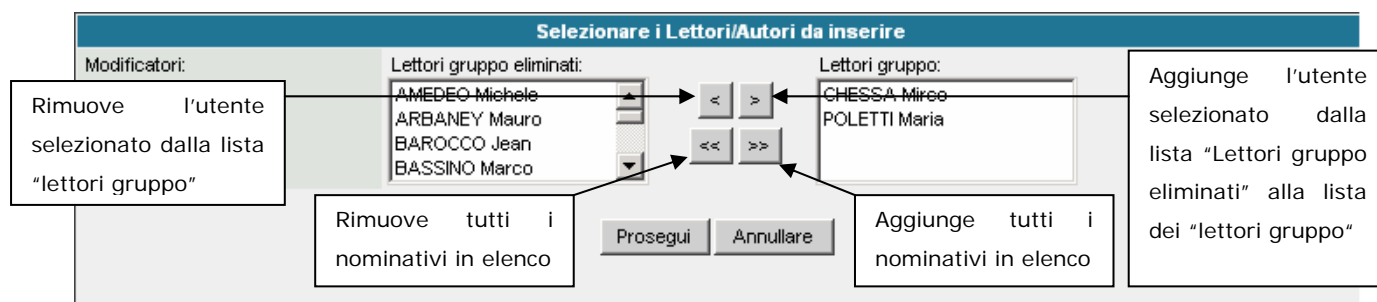 Selezionare i Lettori/Autori da inserire
Modificatori:
Lettori gruppo eliminati:
Lettori gruppo:
AMEDEO Michele
ARBANEY Mauro
BAROCCO Jean
BASSINO Marco
<
>
<<
>>
CHESSA Mirco
POLETTI Maria
Rimuove l'utente
selezionato dalla lista
"lettori gruppo"
Aggiunge l'utente
selezionato dalla
lista "Lettori gruppo
eliminati" alla lista
dei "lettori gruppo"
Rimuove tutti i
nominativi in elenco
Prosegui
Annullare
Aggiunge tutti i
nominativi in elenco